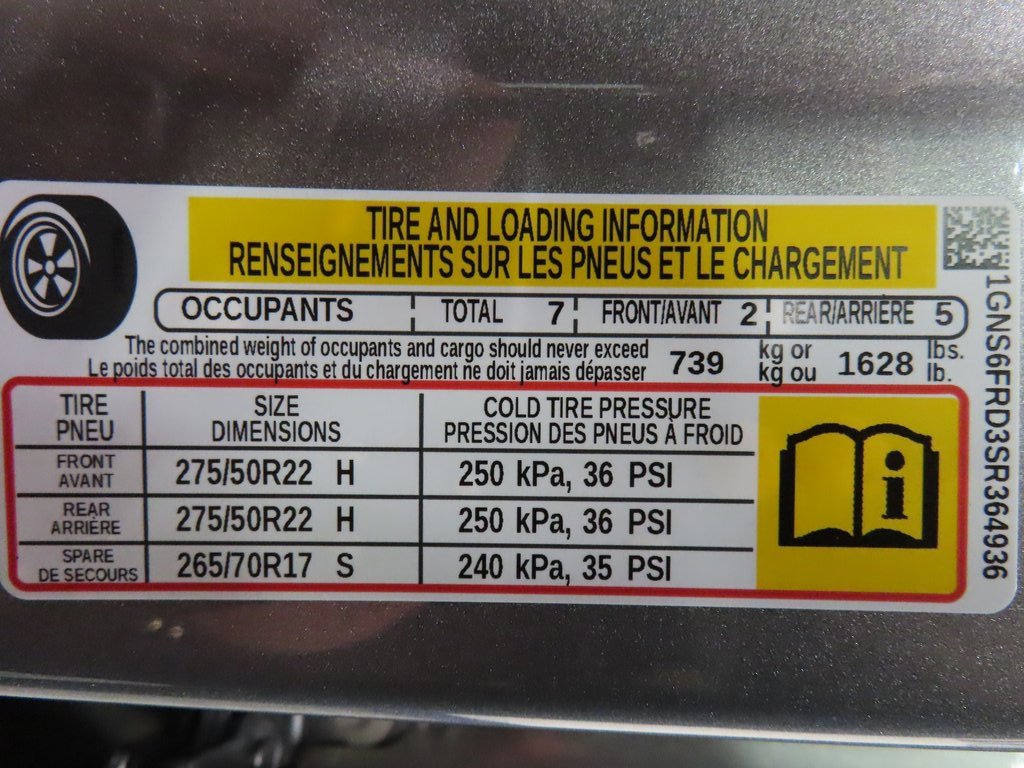 TIRE AND LOADING INFORMATION
RENSEIGNEMENTS SUR LES PNEUS ET LE CHARGEMENT
OCCUPANTS TOTAL 7 FRONT/AVANT 2 REAR/ARRIÈRE 5
The combined weight of occupants and cargo should never exceed 739 kg or 1628 lbs.
Le poids total des occupants et du chargement ne doit jamais dépasser kg ou lb.
TIRE SIZE COLD TIRE PRESSURE
PNEU DIMENSIONS PRESSION DES PNEUS À FROID
FRONT
AVANT 275/50R22 H 250 kPa, 36 PSI
REAR
ARRIÈRE 275/50R22 H 250 kPa, 36 PSI
SPARE
DE SECOURS 265/70R17 S 240 kPa, 35 PSI
i
1GNS6FRD3SR364936